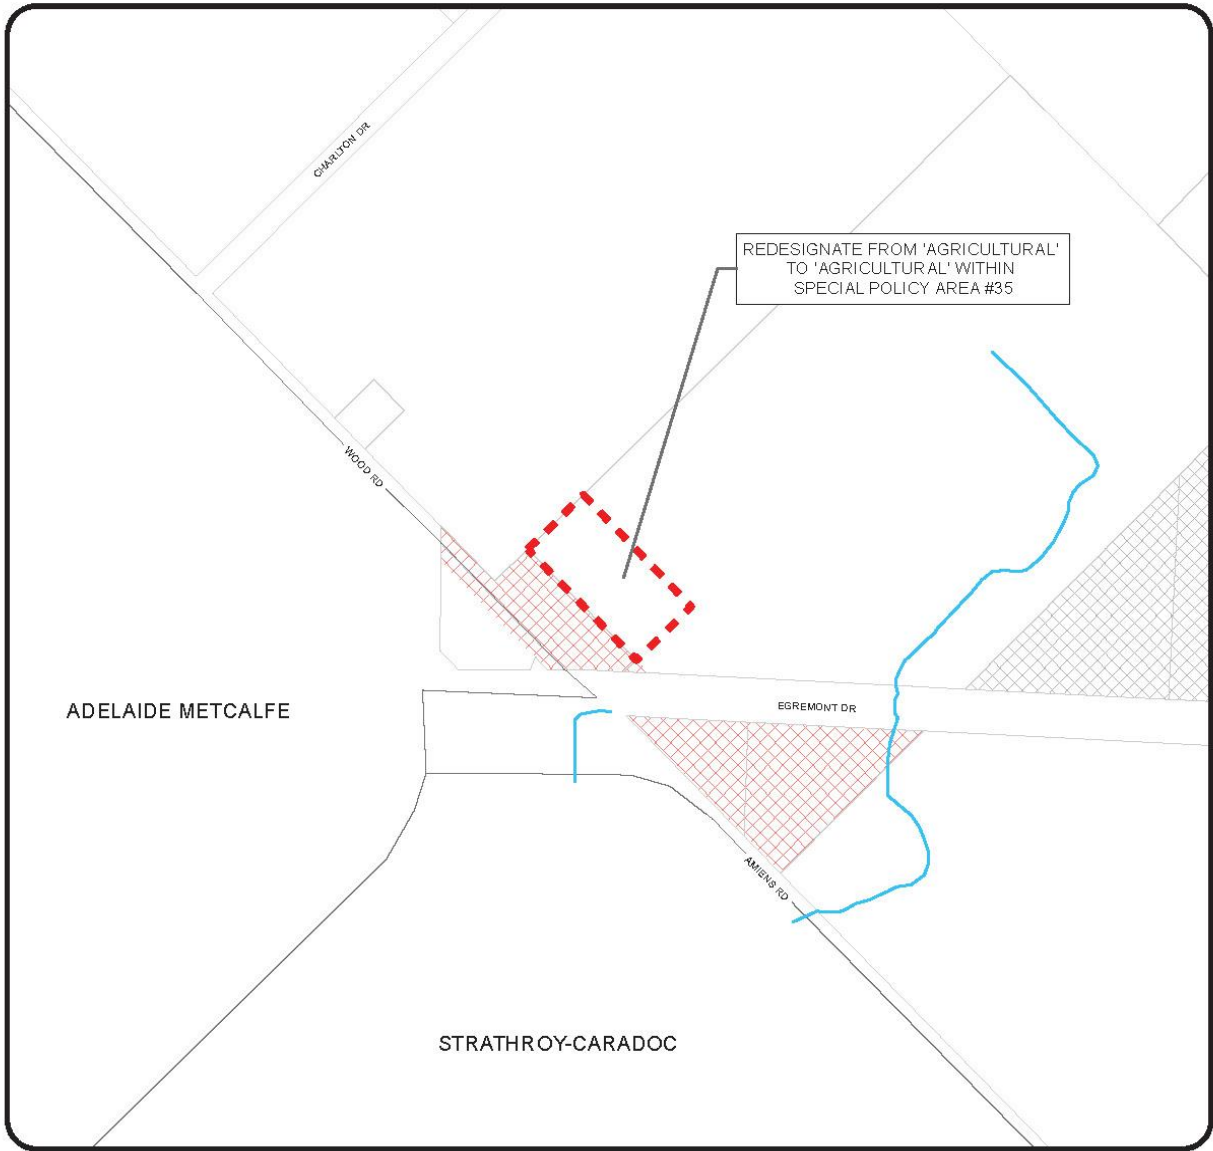 CHARLTON DR
REDESIGNATE FROM 'AGRICULTURAL'
TO 'AGRICULTURAL' WITHIN
SPECIAL POLICY AREA #35
WOOD RD
ADELAIDE METCALFE
EGREMONT DR
AMIENS RD
STRATHROY-CARADOC